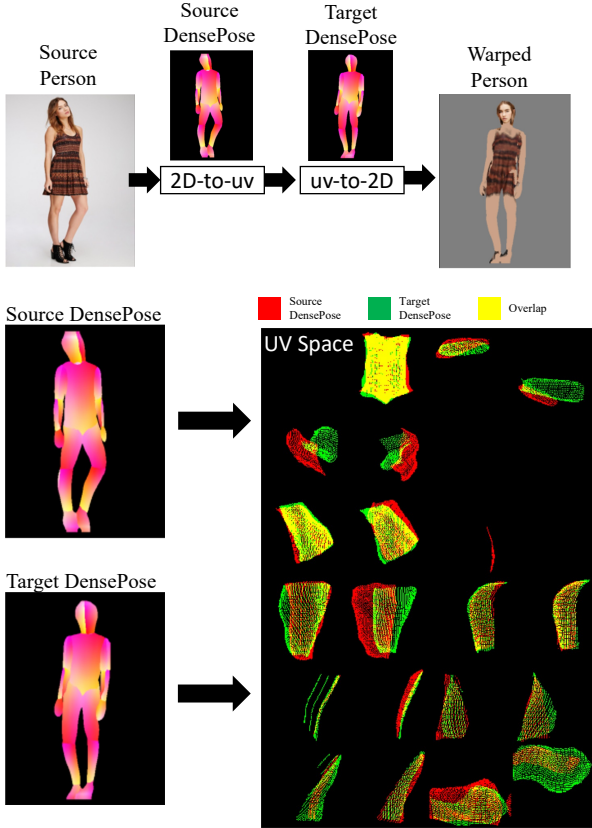 Source
Person
Source
DensePose
Target
DensePose
Warped
Person
2D-to-uv
uv-to-2D
Source DensePose
Source
DensePose
Target
DensePose
Overlap
UV Space
Target DensePose